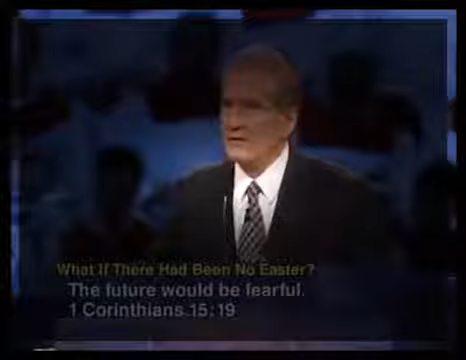 What If There Had Been No Easter?
The future would be fearful.
1 Corinthians 15:19